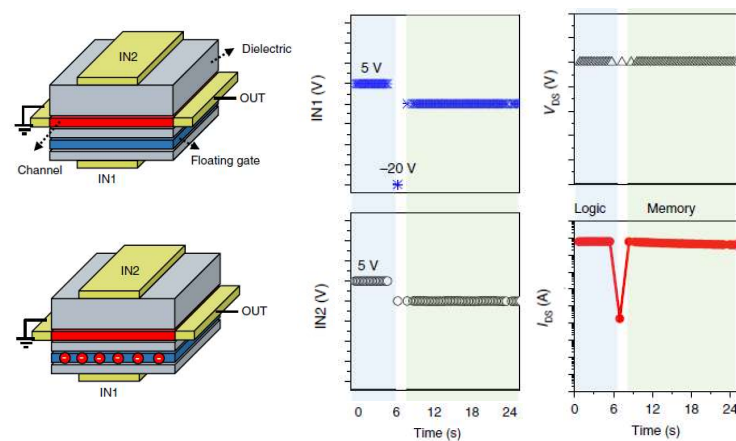 IN2
Dielectric
OUT
Channel
Floating gate
IN1
IN2
OUT
− − − − − −
IN1
IN1 (V)
5 V
−20 V
IN2 (V)
5 V
0 6 12 18 24
Time (s)
V_DS (V)
Logic Memory
I_DS (A)
0 6 12 18 24
Time (s)